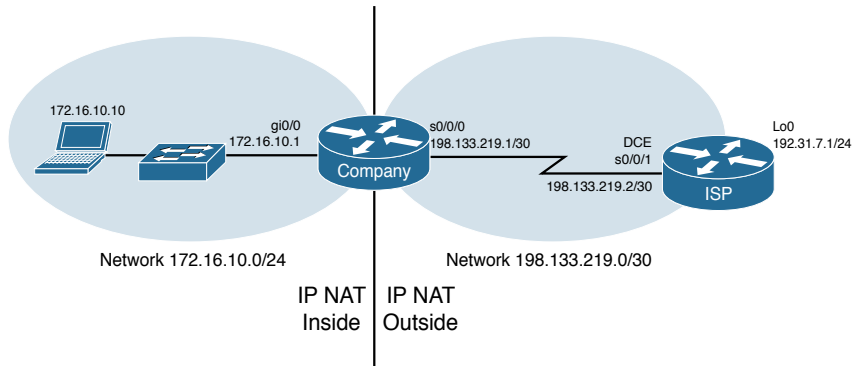 172.16.10.10
gi0/0
172.16.10.1
Company
s0/0/0
198.133.219.1/30
DCE
s0/0/1
198.133.219.2/30
Lo0
192.31.7.1/24
ISP
Network 172.16.10.0/24
Network 198.133.219.0/30
IP NAT
Inside
IP NAT
Outside